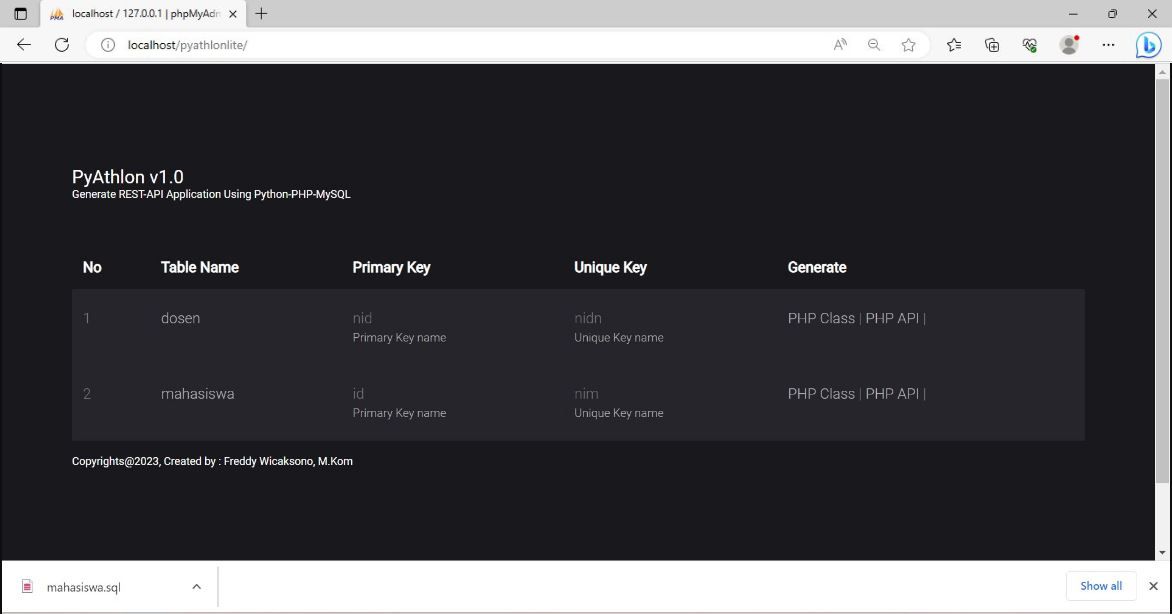 localhost / 127.0.0.1 | phpMyAdm
localhost/pyathlonlite/
PyAthlon v1.0
Generate REST-API Application Using Python-PHP-MySQL
No Table Name Primary Key Unique Key Generate
1 dosen nid nidn PHP Class | PHP API |
Primary Key name Unique Key name
2 mahasiswa id nim PHP Class | PHP API |
Primary Key name Unique Key name
Copyrights@2023, Created by : Freddy Wicaksono, M.Kom
mahasiswa.sql Show all